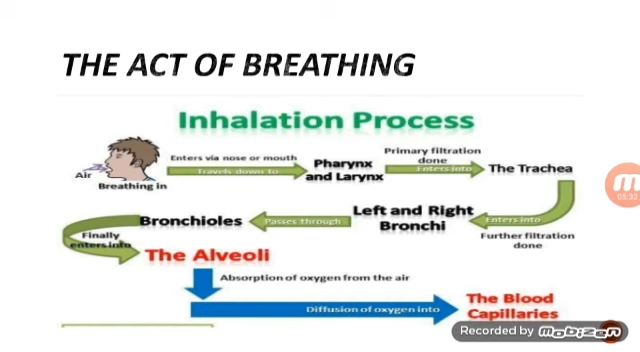 THE ACT OF BREATHING
Inhalation Process
Air
Breathing in
Enters via nose or mouth
Travels down to
Pharynx
and Larynx
Primary filtration
done
Enters into
The Trachea
05:32
Enters into
Further filtration
done
Left and Right
Bronchi
Passes through
Bronchioles
Finally
enters into
The Alveoli
Absorption of oxygen from the air
Diffusion of oxygen into
The Blood
Capillaries
Recorded by mobizen